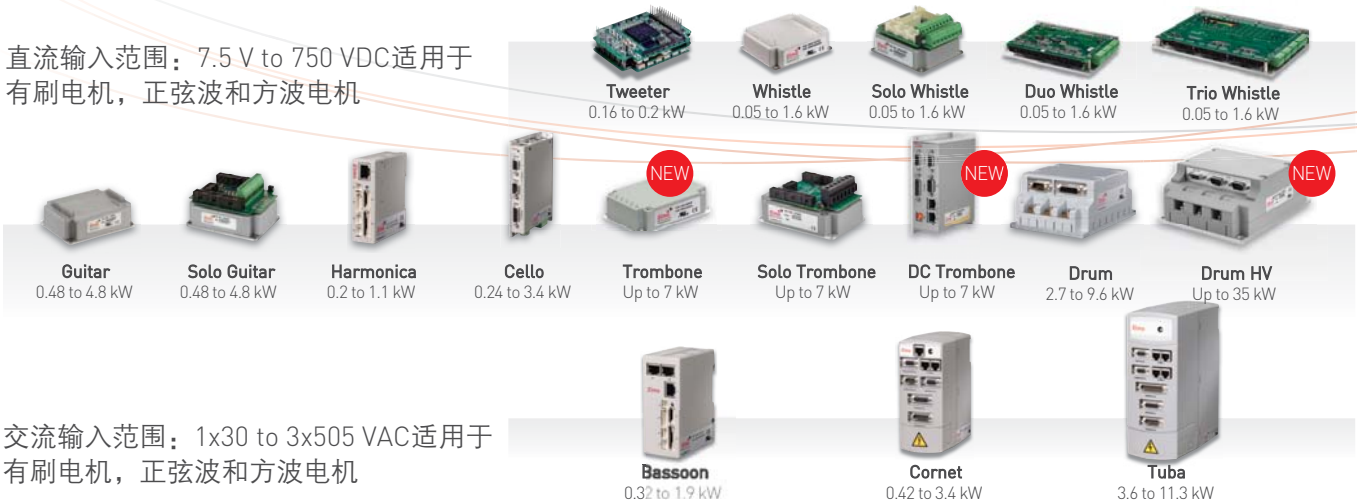 直流输入范围：7.5 V to 750 VDC适用于
有刷电机，正弦波和方波电机
Tweeter
0.16 to 0.2 kW
Whistle
0.05 to 1.6 kW
Solo Whistle
0.05 to 1.6 kW
Duo Whistle
0.05 to 1.6 kW
Trio Whistle
0.05 to 1.6 kW
NEW
NEW
NEW
Guitar
0.48 to 4.8 kW
Solo Guitar
0.48 to 4.8 kW
Harmonica
0.2 to 1.1 kW
Cello
0.24 to 3.4 kW
Trombone
Up to 7 kW
Solo Trombone
Up to 7 kW
DC Trombone
Up to 7 kW
Drum
2.7 to 9.6 kW
Drum HV
Up to 35 kW
交流输入范围：1x30 to 3x505 VAC适用于
有刷电机，正弦波和方波电机
Bassoon
0.32 to 1.9 kW
Cornet
0.42 to 3.4 kW
Tuba
3.6 to 11.3 kW